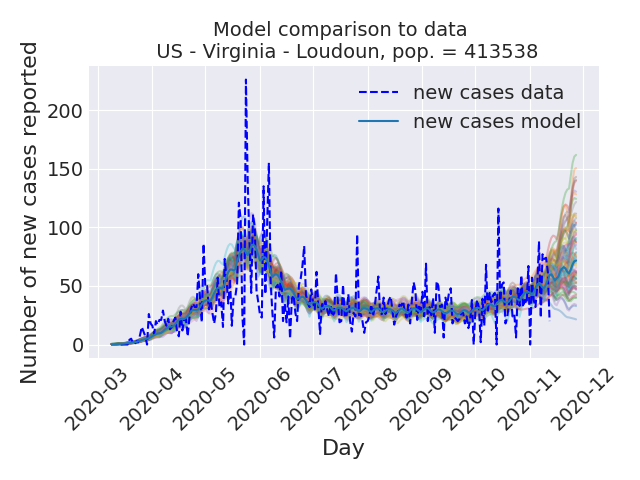 Model comparison to data
US - Virginia - Loudoun, pop. = 413538
Number of new cases reported
200
150
100
50
0
new cases data
new cases model
2020-03
2020-04
2020-05
2020-06
2020-07
2020-08
2020-09
2020-10
2020-11
2020-12
Day